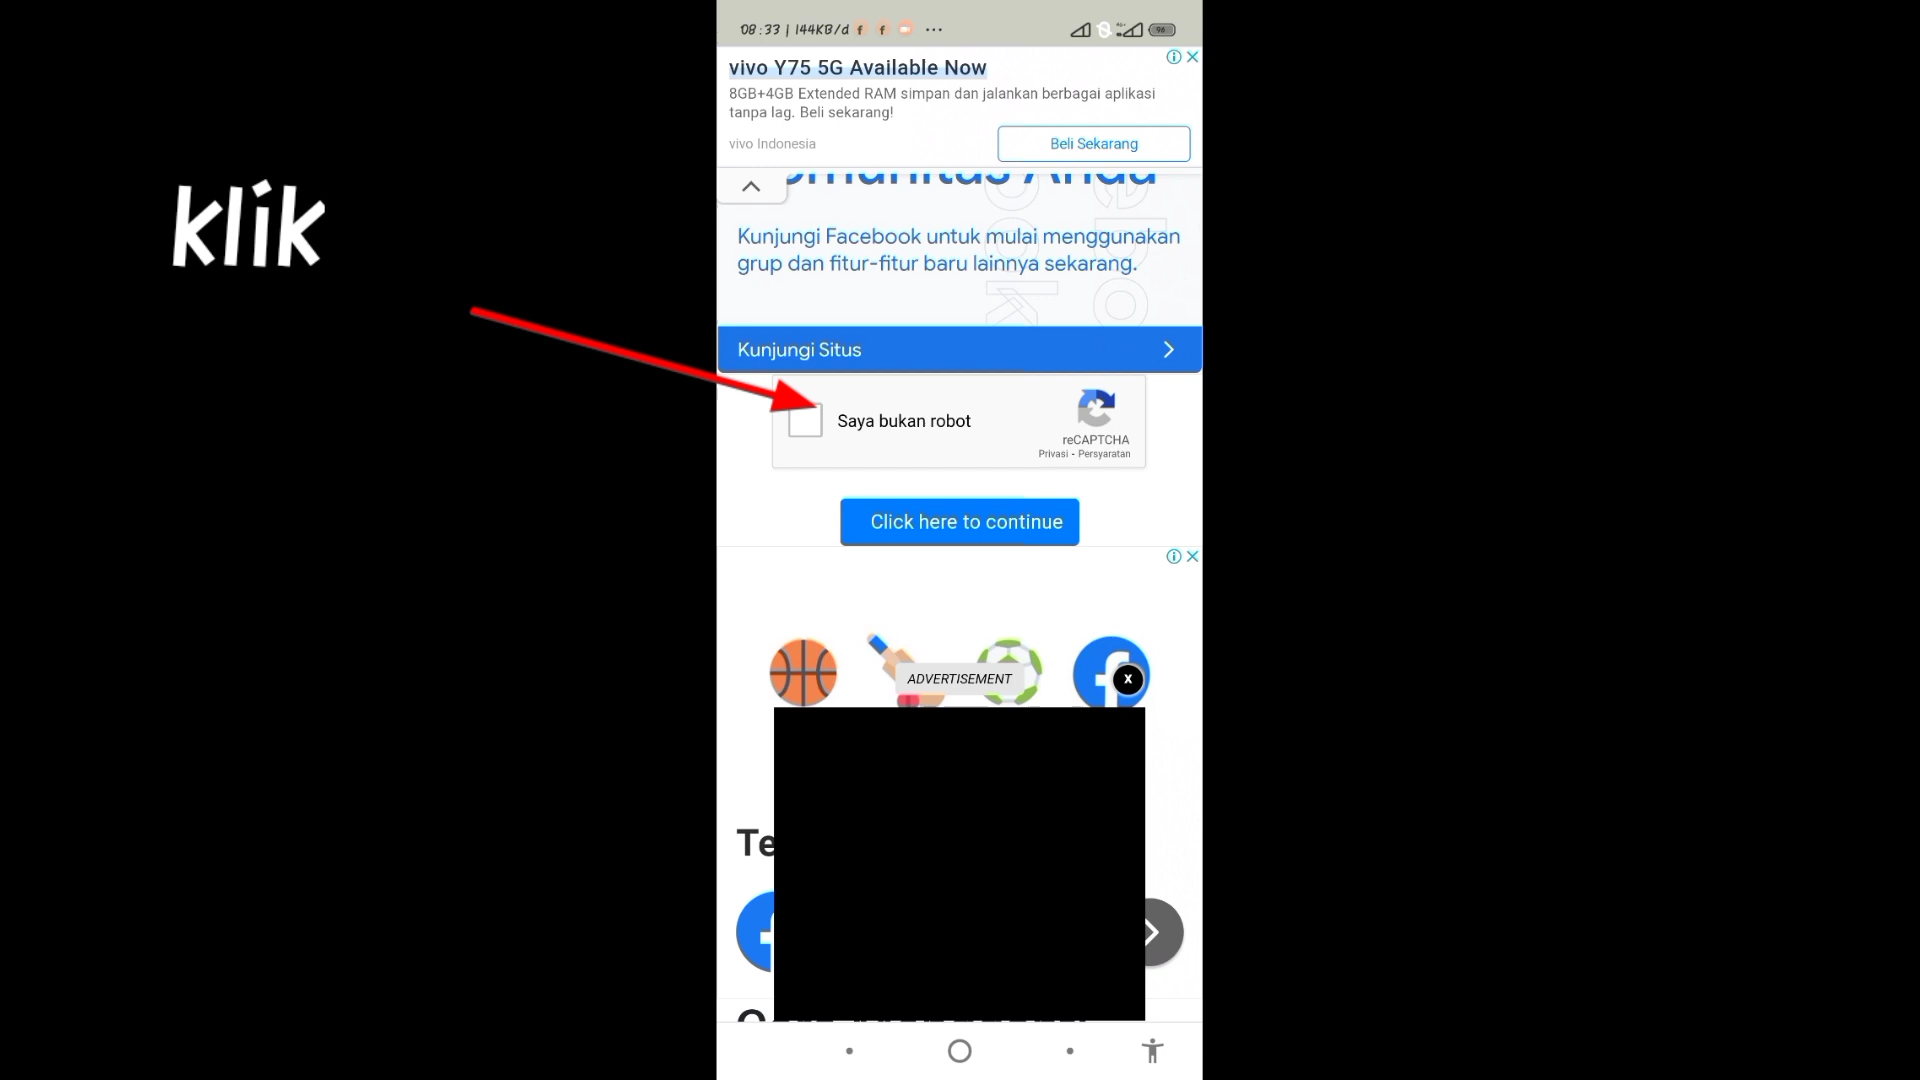 08:33 | 144KB/d
96
vivo Y75 5G Available Now
8GB+4GB Extended RAM simpan dan jalankan berbagai aplikasi
tanpa lag. Beli sekarang!
vivo Indonesia
Beli Sekarang
klik
Kunjungi Facebook untuk mulai menggunakan
grup dan fitur-fitur baru lainnya sekarang.
Kunjungi Situs
Saya bukan robot
reCAPTCHA
Privasi - Persyaratan
Click here to continue
ADVERTISEMENT
X
Te